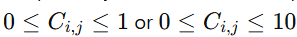 0 ≤ C_{i,j} ≤ 1 or 0 ≤ C_{i,j} ≤ 10